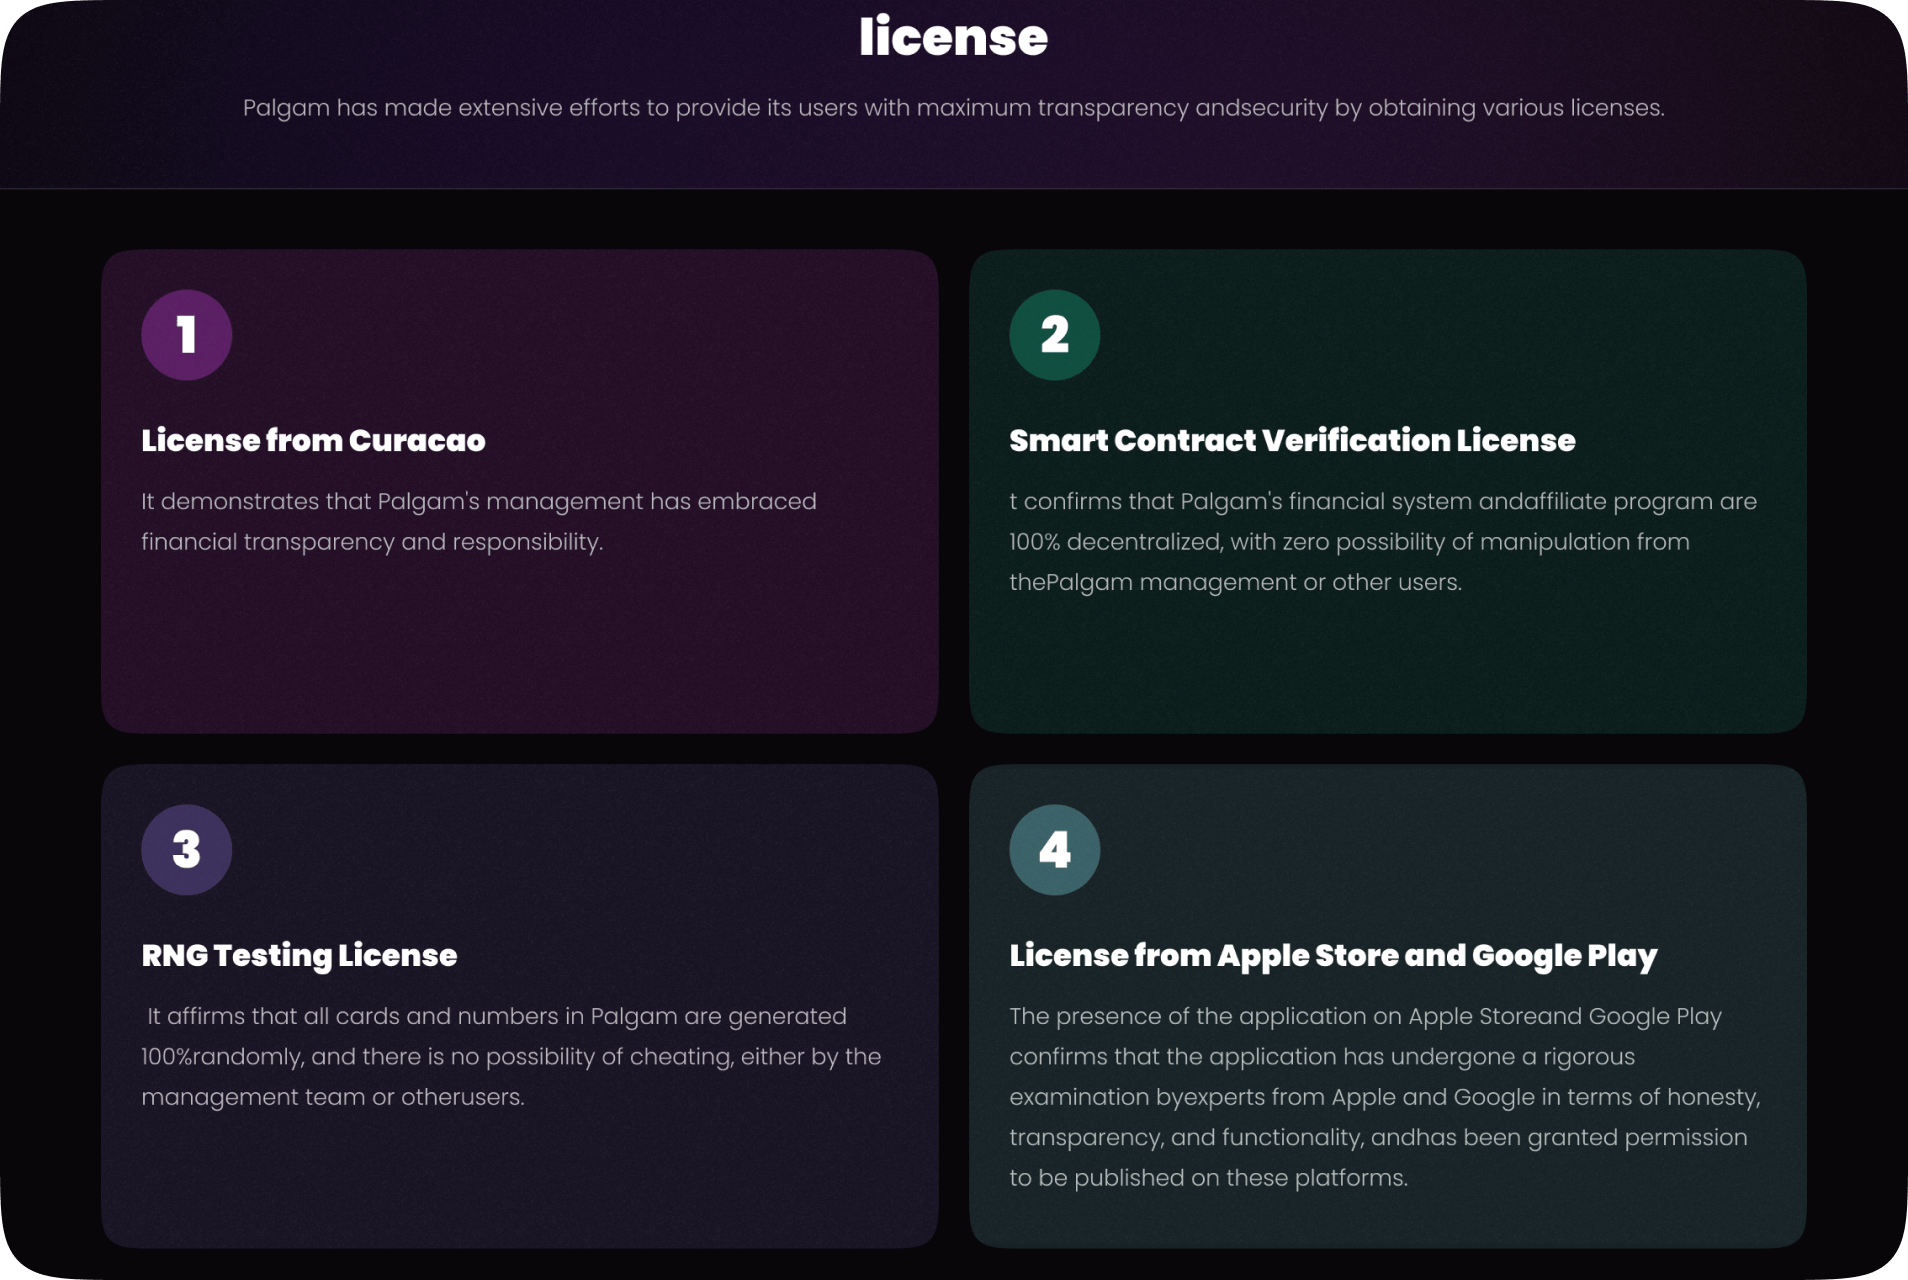 license
Palgam has made extensive efforts to provide its users with maximum transparency andsecurity by obtaining various licenses.
1
License from Curacao
It demonstrates that Palgam's management has embraced
financial transparency and responsibility.
2
Smart Contract Verification License
t confirms that Palgam's financial system andaffiliate program are
100% decentralized, with zero possibility of manipulation from
thePalgam management or other users.
3
RNG Testing License
It affirms that all cards and numbers in Palgam are generated
100%randomly, and there is no possibility of cheating, either by the
management team or otherusers.
4
License from Apple Store and Google Play
The presence of the application on Apple Storeand Google Play
confirms that the application has undergone a rigorous
examination byexperts from Apple and Google in terms of honesty,
transparency, and functionality, andhas been granted permission
to be published on these platforms.